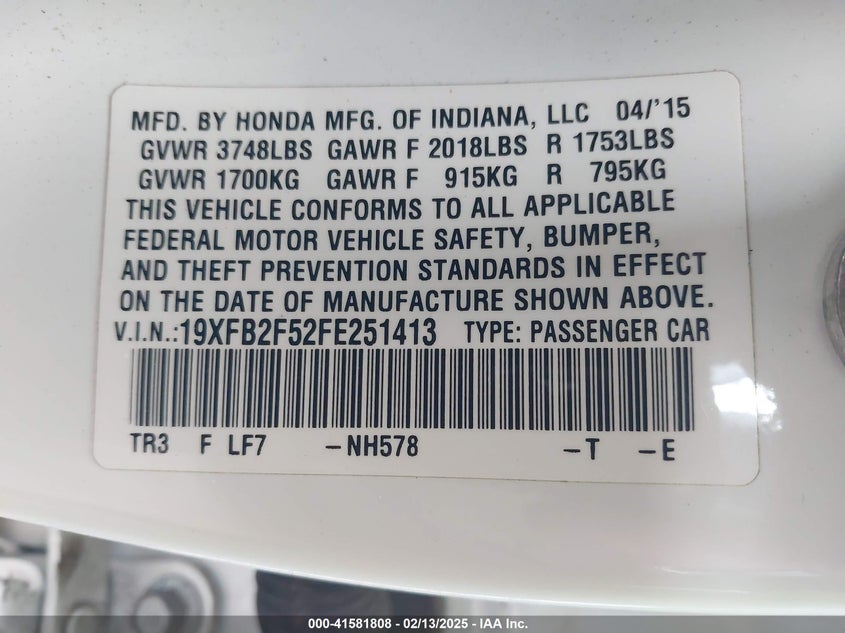 MFD. BY HONDA MFG. OF INDIANA, LLC 04/'15
GVWR 3748LBS GAWR F 2018LBS R 1753LBS
GVWR 1700KG GAWR F 915KG R 795KG
THIS VEHICLE CONFORMS TO ALL APPLICABLE
FEDERAL MOTOR VEHICLE SAFETY, BUMPER,
AND THEFT PREVENTION STANDARDS IN EFFECT
ON THE DATE OF MANUFACTURE SHOWN ABOVE.
V.I.N.:19XFB2F52FE251413 TYPE: PASSENGER CAR
TR3 F LF7 -NH578 -T -E
000-41581808 - 02/13/2025 - IAA Inc.